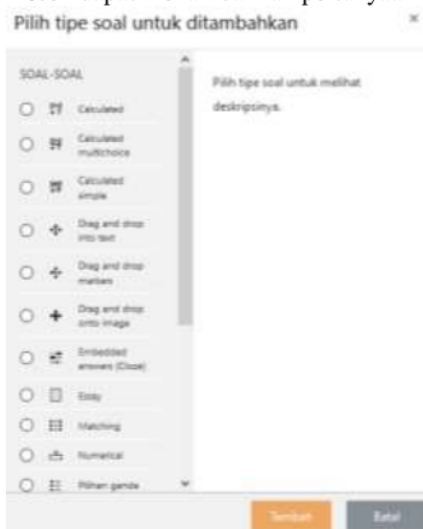 Pilih tipe soal untuk ditambahkan
×
SOAL-SOAL
Calculated
Calculated
multichoice
Calculated
simple
Drag and drop
into text
Drag and drop
markers
Drag and drop
onto image
Embedded
answers (Cloze)
Essay
Matching
Numerical
Pilihan ganda
Pilih tipe soal untuk melihat
deskripsinya.
Tambah
Batal